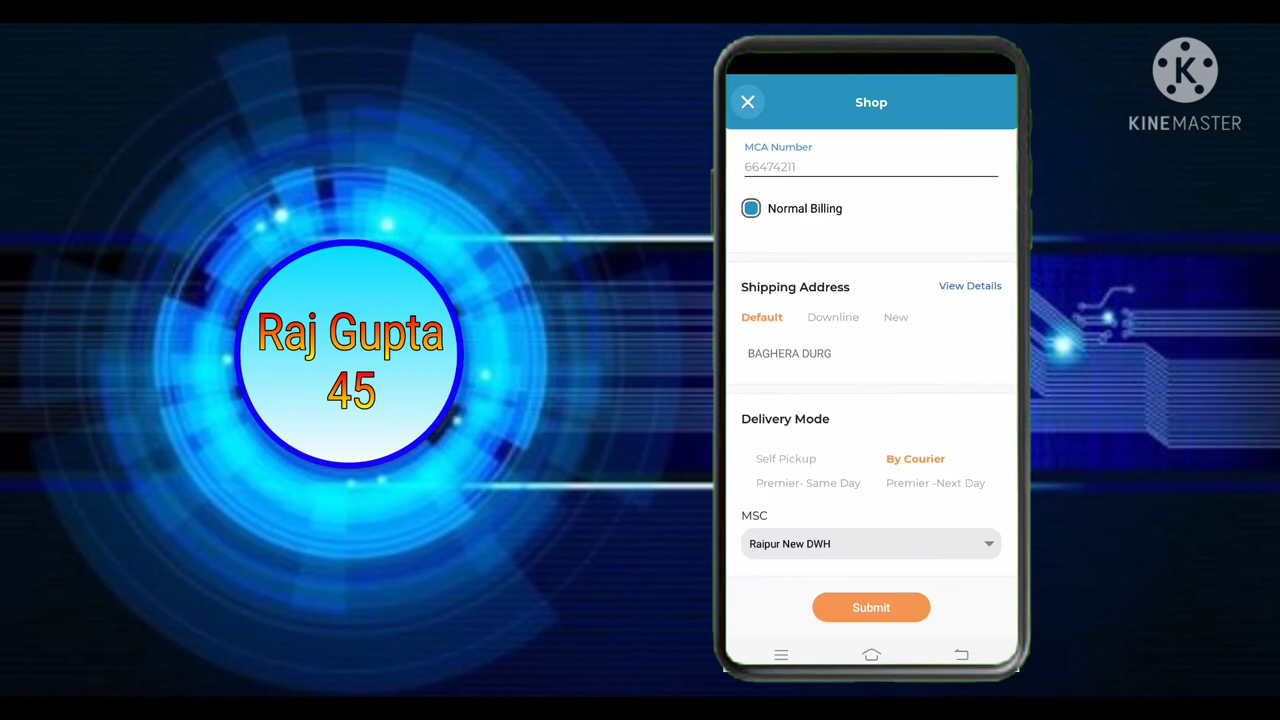 K
KINEMASTER
Raj Gupta
45
Shop
MCA Number
66474211
Normal Billing
Shipping Address
View Details
Default Downline New
BAGHERA DURG
Delivery Mode
Self Pickup By Courier
Premier- Same Day Premier -Next Day
MSC
Raipur New DWH
Submit